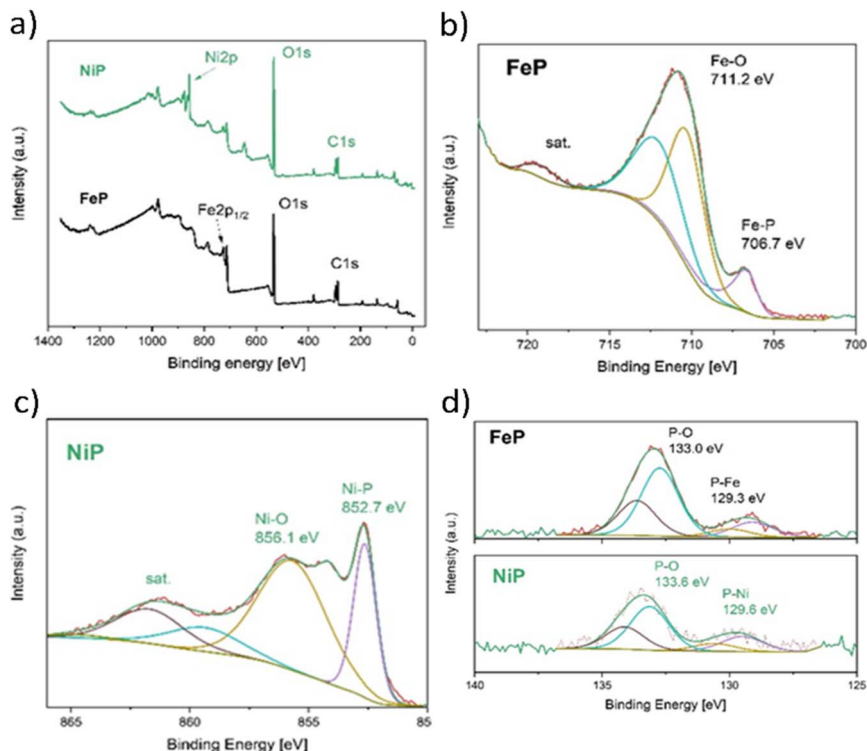 a)
NiP
Ni2p
O1s
C1s
FeP
Fe2p1/2
O1s
C1s
Intensity (a.u.)
1400 1200 1000 800 600 400 200 0
Binding energy [eV]
b)
FeP
Fe-O
711.2 eV
sat.
Fe-P
706.7 eV
Intensity (a.u.)
720 715 710 705 700
Binding Energy [eV]
c)
NiP
Ni-P
852.7 eV
Ni-O
856.1 eV
sat.
Intensity (a.u.)
865 860 855 85
Binding Energy [eV]
d)
FeP
P-O
133.0 eV
P-Fe
129.3 eV
NiP
P-O
133.6 eV
P-Ni
129.6 eV
Intensity (a.u.)
140 135 130 125
Binding Energy [eV]